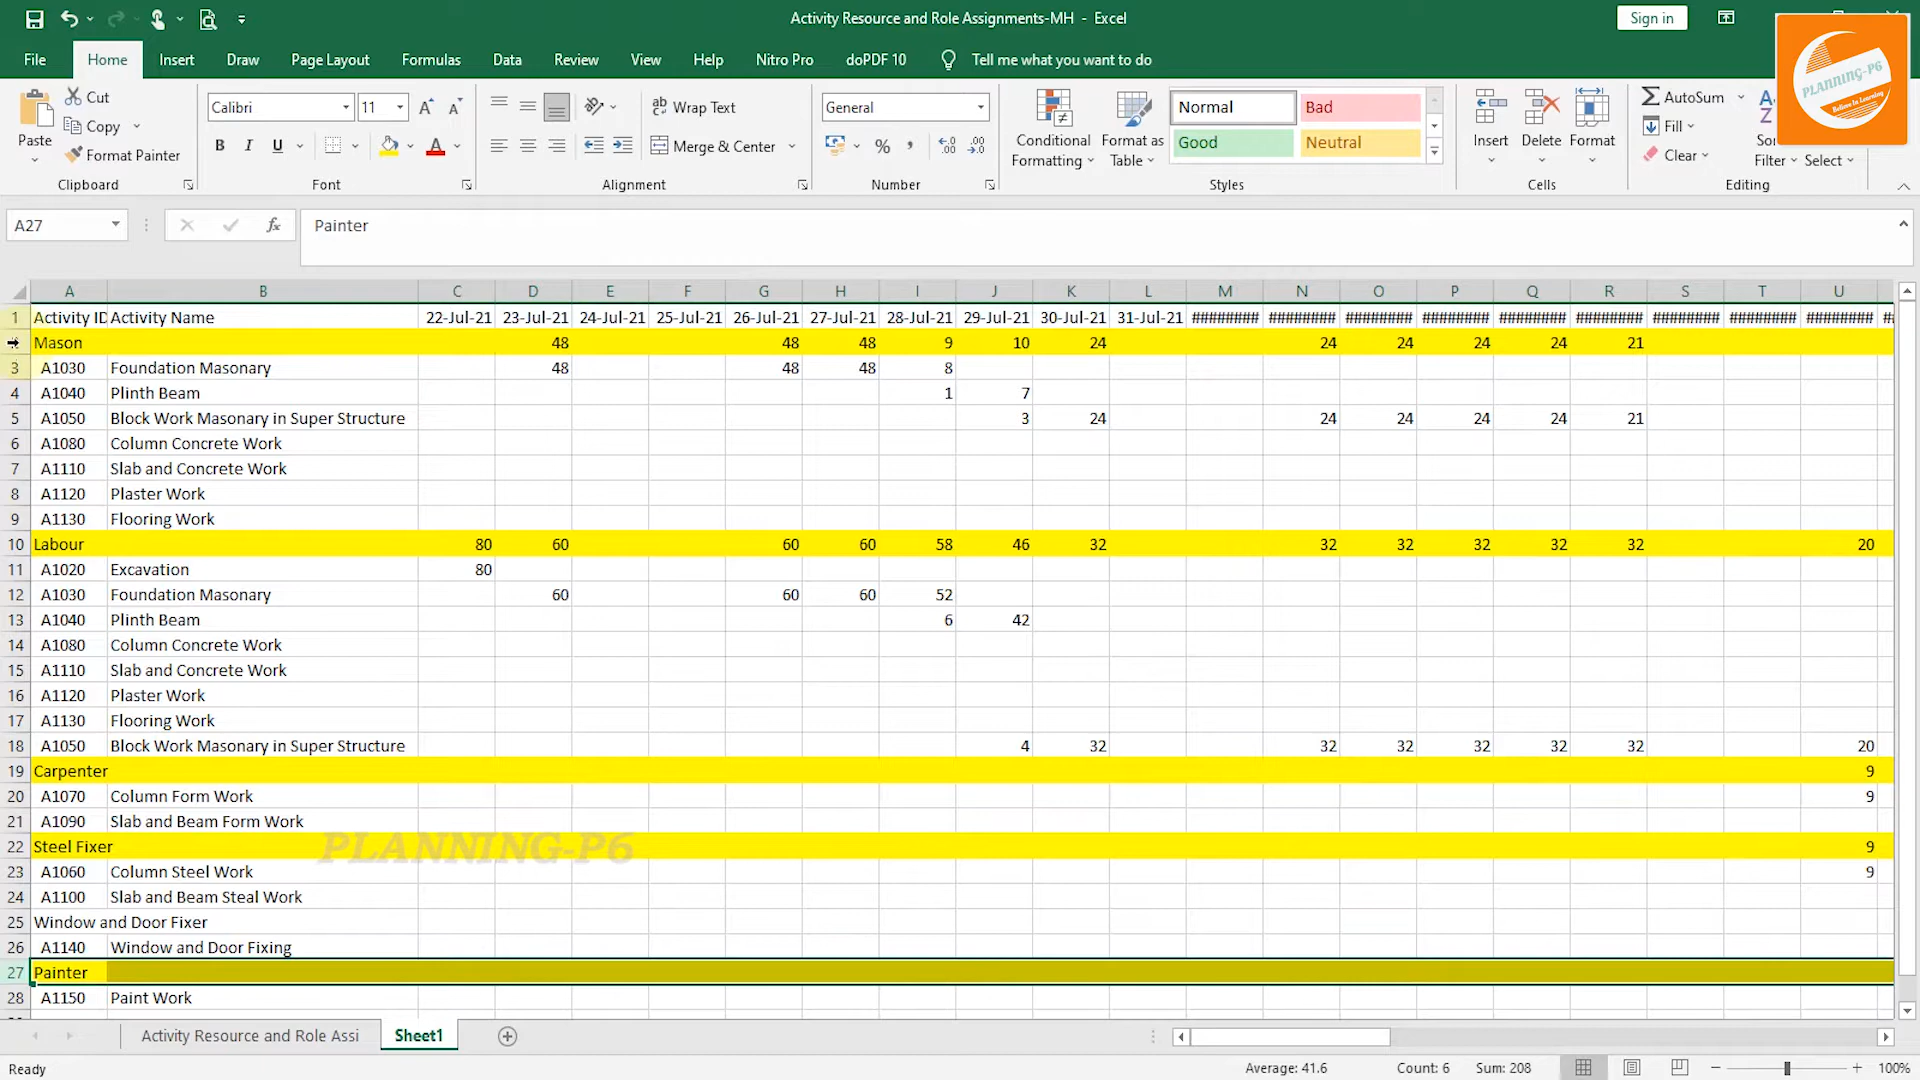 Activity Resource and Role Assignments-MH - Excel
Sign in
File Home Insert Draw Page Layout Formulas Data Review View Help Nitro Pro doPDF 10 Tell me what you want to do
PLANNING-P6
Believe In Learning
Paste
Cut
Copy
Format Painter
Clipboard
Calibri 11
B I U
Font
Wrap Text
Merge & Center
Alignment
General
Number
Conditional Formatting
Format as Table
Normal Bad
Good Neutral
Styles
Insert Delete Format
Cells
AutoSum
Fill
Clear
Filter Select
Editing
A27 fx Painter
A B C D E F G H I J K L M N O P Q R S T U
1 Activity ID Activity Name 22-Jul-21 23-Jul-21 24-Jul-21 25-Jul-21 26-Jul-21 27-Jul-21 28-Jul-21 29-Jul-21 30-Jul-21 31-Jul-21 ######## ######## ######## ######## ######## ######## ######## ######## ######## ##
Mason 48 48 48 9 10 24 24 24 24 24 21
3 A1030 Foundation Masonary 48 48 48 8
4 A1040 Plinth Beam 1 7
5 A1050 Block Work Masonary in Super Structure 3 24 24 24 24 24 21
6 A1080 Column Concrete Work
7 A1110 Slab and Concrete Work
8 A1120 Plaster Work
9 A1130 Flooring Work
10 Labour 80 60 60 60 58 46 32 32 32 32 32 32 20
11 A1020 Excavation 80
12 A1030 Foundation Masonary 60 60 60 52
13 A1040 Plinth Beam 6 42
14 A1080 Column Concrete Work
15 A1110 Slab and Concrete Work
16 A1120 Plaster Work
17 A1130 Flooring Work
18 A1050 Block Work Masonary in Super Structure 4 32 32 32 32 32 32 20
19 Carpenter 9
20 A1070 Column Form Work 9
21 A1090 Slab and Beam Form Work
PLANNING-P6
22 Steel Fixer 9
23 A1060 Column Steel Work 9
24 A1100 Slab and Beam Steal Work
25 Window and Door Fixer
26 A1140 Window and Door Fixing
27 Painter
28 A1150 Paint Work
Activity Resource and Role Assi Sheet1
Ready Average: 41.6 Count: 6 Sum: 208 100%